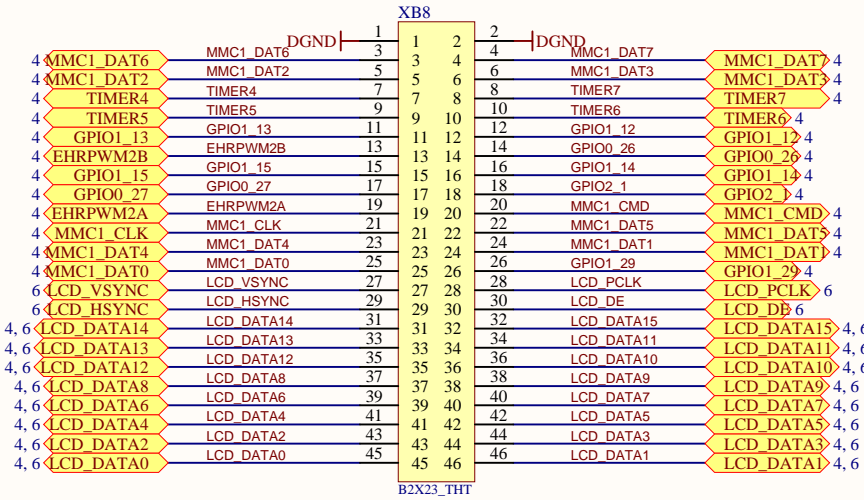 XB8
DGND 1 1 2 2 DGND
4 MMC1_DAT6 MMC1_DAT6 3 3 4 4 MMC1_DAT7 MMC1_DAT7 4
4 MMC1_DAT2 MMC1_DAT2 5 5 6 6 MMC1_DAT3 MMC1_DAT3 4
4 TIMER4 TIMER4 7 7 8 8 TIMER7 TIMER7 4
4 TIMER5 TIMER5 9 9 10 10 TIMER6 TIMER6 4
4 GPIO1_13 GPIO1_13 11 11 12 12 GPIO1_12 GPIO1_12 4
4 EHRPWM2B EHRPWM2B 13 13 14 14 GPIO0_26 GPIO0_26 4
4 GPIO1_15 GPIO1_15 15 15 16 16 GPIO1_14 GPIO1_14 4
4 GPIO0_27 GPIO0_27 17 17 18 18 GPIO2_1 GPIO2_1 4
4 EHRPWM2A EHRPWM2A 19 19 20 20 MMC1_CMD MMC1_CMD 4
4 MMC1_CLK MMC1_CLK 21 21 22 22 MMC1_DAT5 MMC1_DAT5 4
4 MMC1_DAT4 MMC1_DAT4 23 23 24 24 MMC1_DAT1 MMC1_DAT1 4
4 MMC1_DAT0 MMC1_DAT0 25 25 26 26 GPIO1_29 GPIO1_29 4
6 LCD_VSYNC LCD_VSYNC 27 27 28 28 LCD_PCLK LCD_PCLK 6
6 LCD_HSYNC LCD_HSYNC 29 29 30 30 LCD_DE LCD_DE 6
4, 6 LCD_DATA14 LCD_DATA14 31 31 32 32 LCD_DATA15 LCD_DATA15 4, 6
4, 6 LCD_DATA13 LCD_DATA13 33 33 34 34 LCD_DATA11 LCD_DATA11 4, 6
4, 6 LCD_DATA12 LCD_DATA12 35 35 36 36 LCD_DATA10 LCD_DATA10 4, 6
4, 6 LCD_DATA8 LCD_DATA8 37 37 38 38 LCD_DATA9 LCD_DATA9 4, 6
4, 6 LCD_DATA6 LCD_DATA6 39 39 40 40 LCD_DATA7 LCD_DATA7 4, 6
4, 6 LCD_DATA4 LCD_DATA4 41 41 42 42 LCD_DATA5 LCD_DATA5 4, 6
4, 6 LCD_DATA2 LCD_DATA2 43 43 44 44 LCD_DATA3 LCD_DATA3 4, 6
4, 6 LCD_DATA0 LCD_DATA0 45 45 46 46 LCD_DATA1 LCD_DATA1 4, 6
B2X23_THT